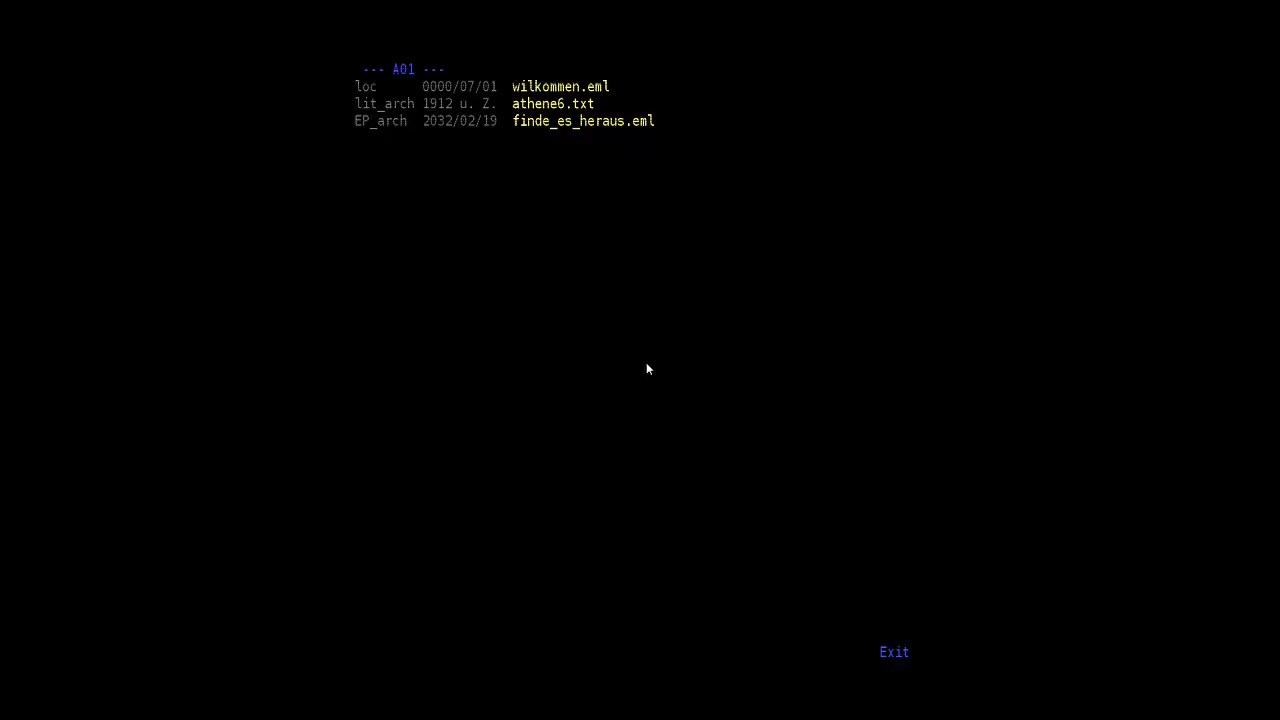 --- A01 ---
loc 0000/07/01 wilkommen.eml
lit_arch 1912 u. Z. athene6.txt
EP_arch 2032/02/19 finde_es_heraus.eml
Exit